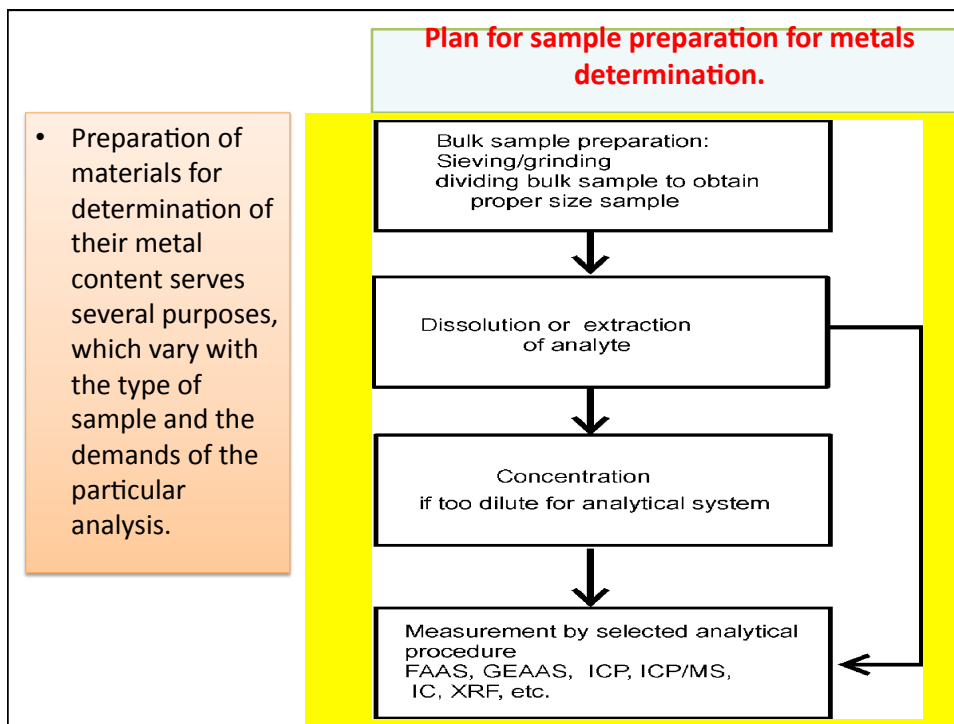 Plan for sample preparation for metals
determination.
• Preparation of
materials for
determination of
their metal
content serves
several purposes,
which vary with
the type of
sample and the
demands of the
particular
analysis.
Bulk sample preparation:
Sieving/grinding
dividing bulk sample to obtain
proper size sample
Dissolution or extraction
of analyte
Concentration
if too dilute for analytical system
Measurement by selected analytical
procedure
FAAS, GEAAS, ICP, ICP/MS,
IC, XRF, etc.